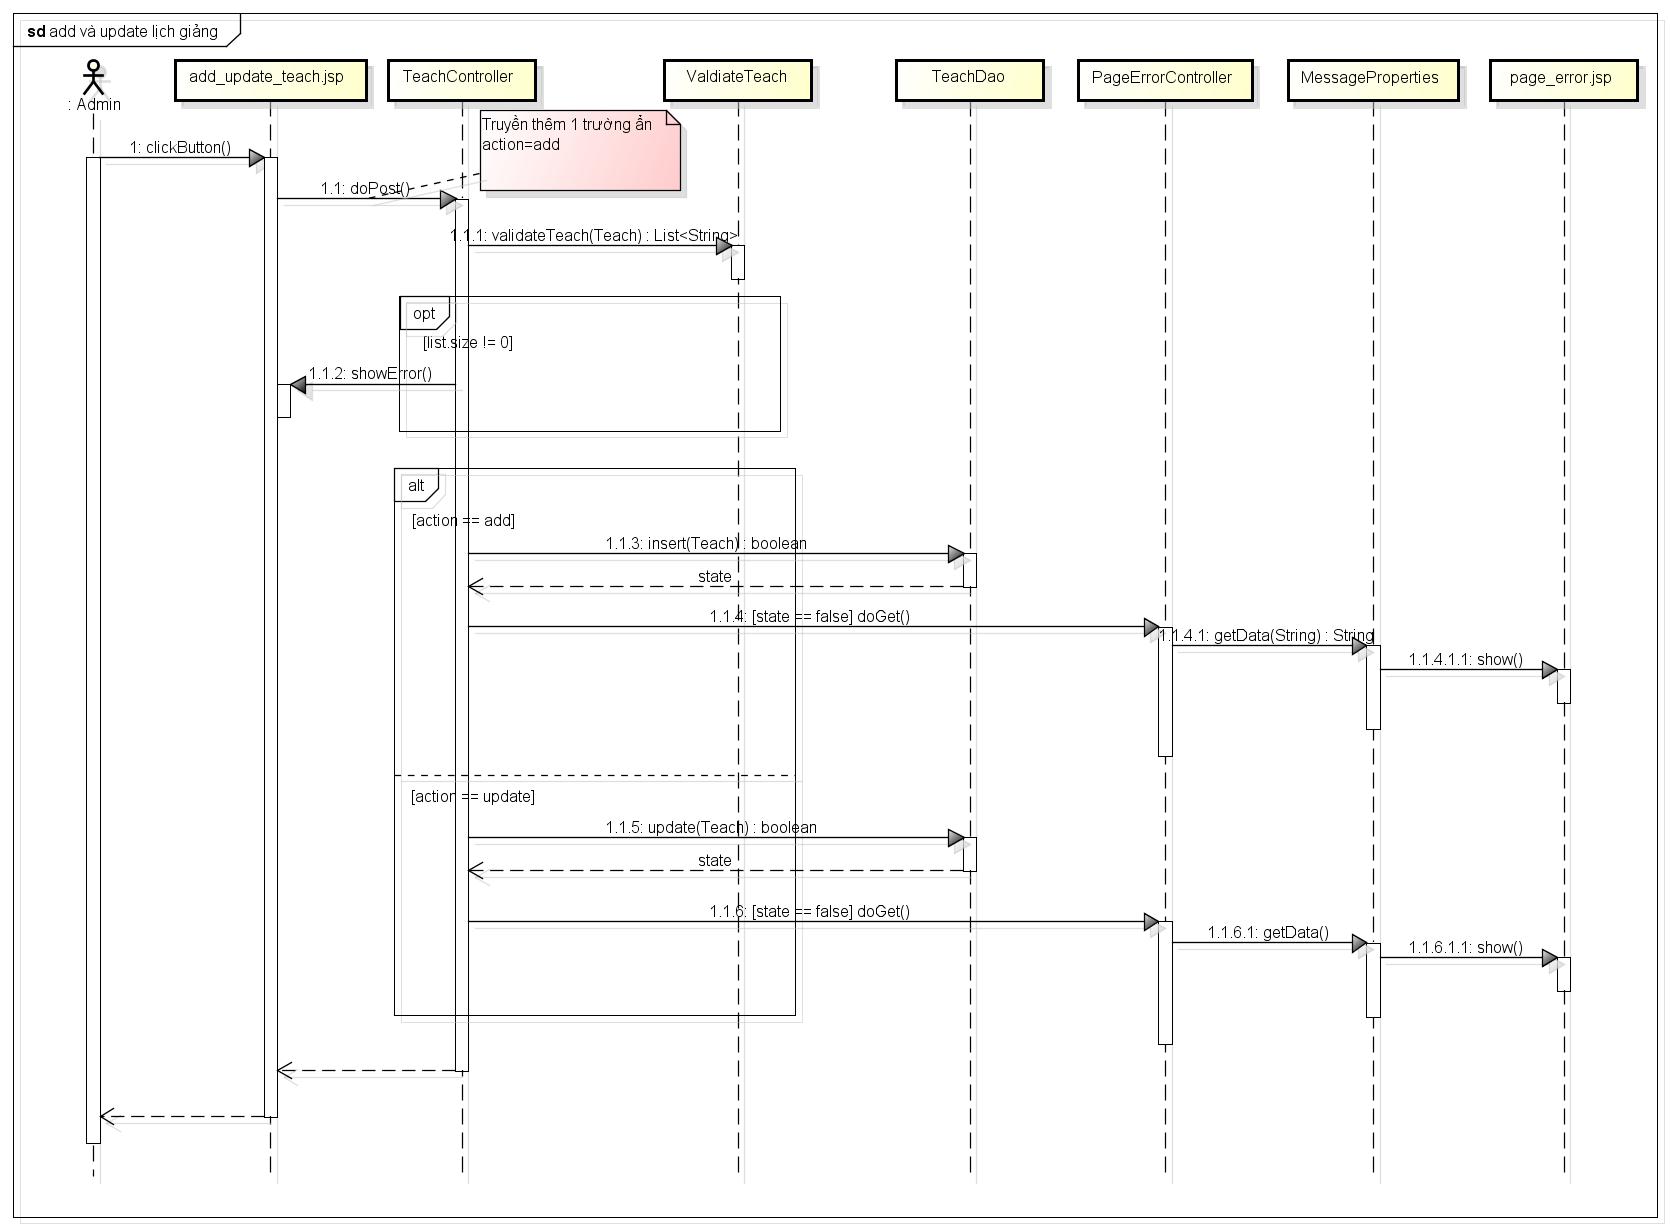 sd add và update lịch giảng
: Admin
add_update_teach.jsp
TeachController
ValdiateTeach
TeachDao
PageErrorController
MessageProperties
page_error.jsp
Truyền thêm 1 trường ẩn
action=add
1: clickButton()
1.1: doPost()
1.1.1: validateTeach(Teach) : List<String>
opt
[list.size != 0]
1.1.2: showError()
alt
[action == add]
1.1.3: insert(Teach) : boolean
state
1.1.4: [state == false] doGet()
1.1.4.1: getData(String) : String
1.1.4.1.1: show()
[action == update]
1.1.5: update(Teach) : boolean
state
1.1.6: [state == false] doGet()
1.1.6.1: getData()
1.1.6.1.1: show()